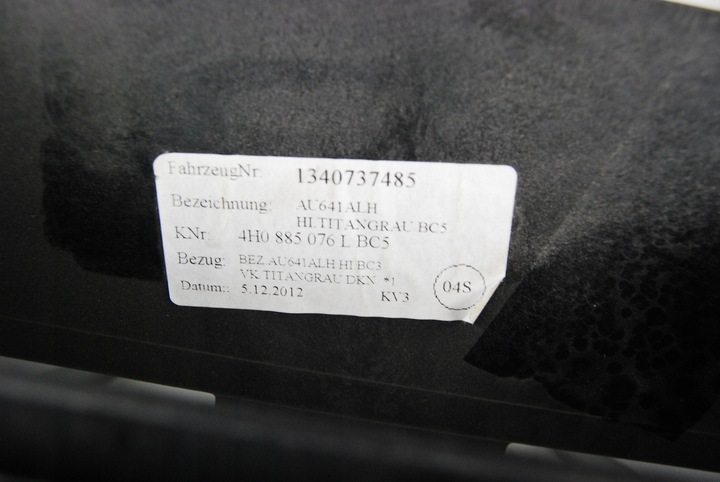 FahrzeugNr: 1340737485
Bezeichnung: AU641ALH
HI.TITANGRAU BC5
KNr: 4H0 885 076 L BC5
Bezug: BEZ.AU641ALH HI BC3
VK TITANGRAU DKN *1
Datum:: 5.12.2012 KV3
04S